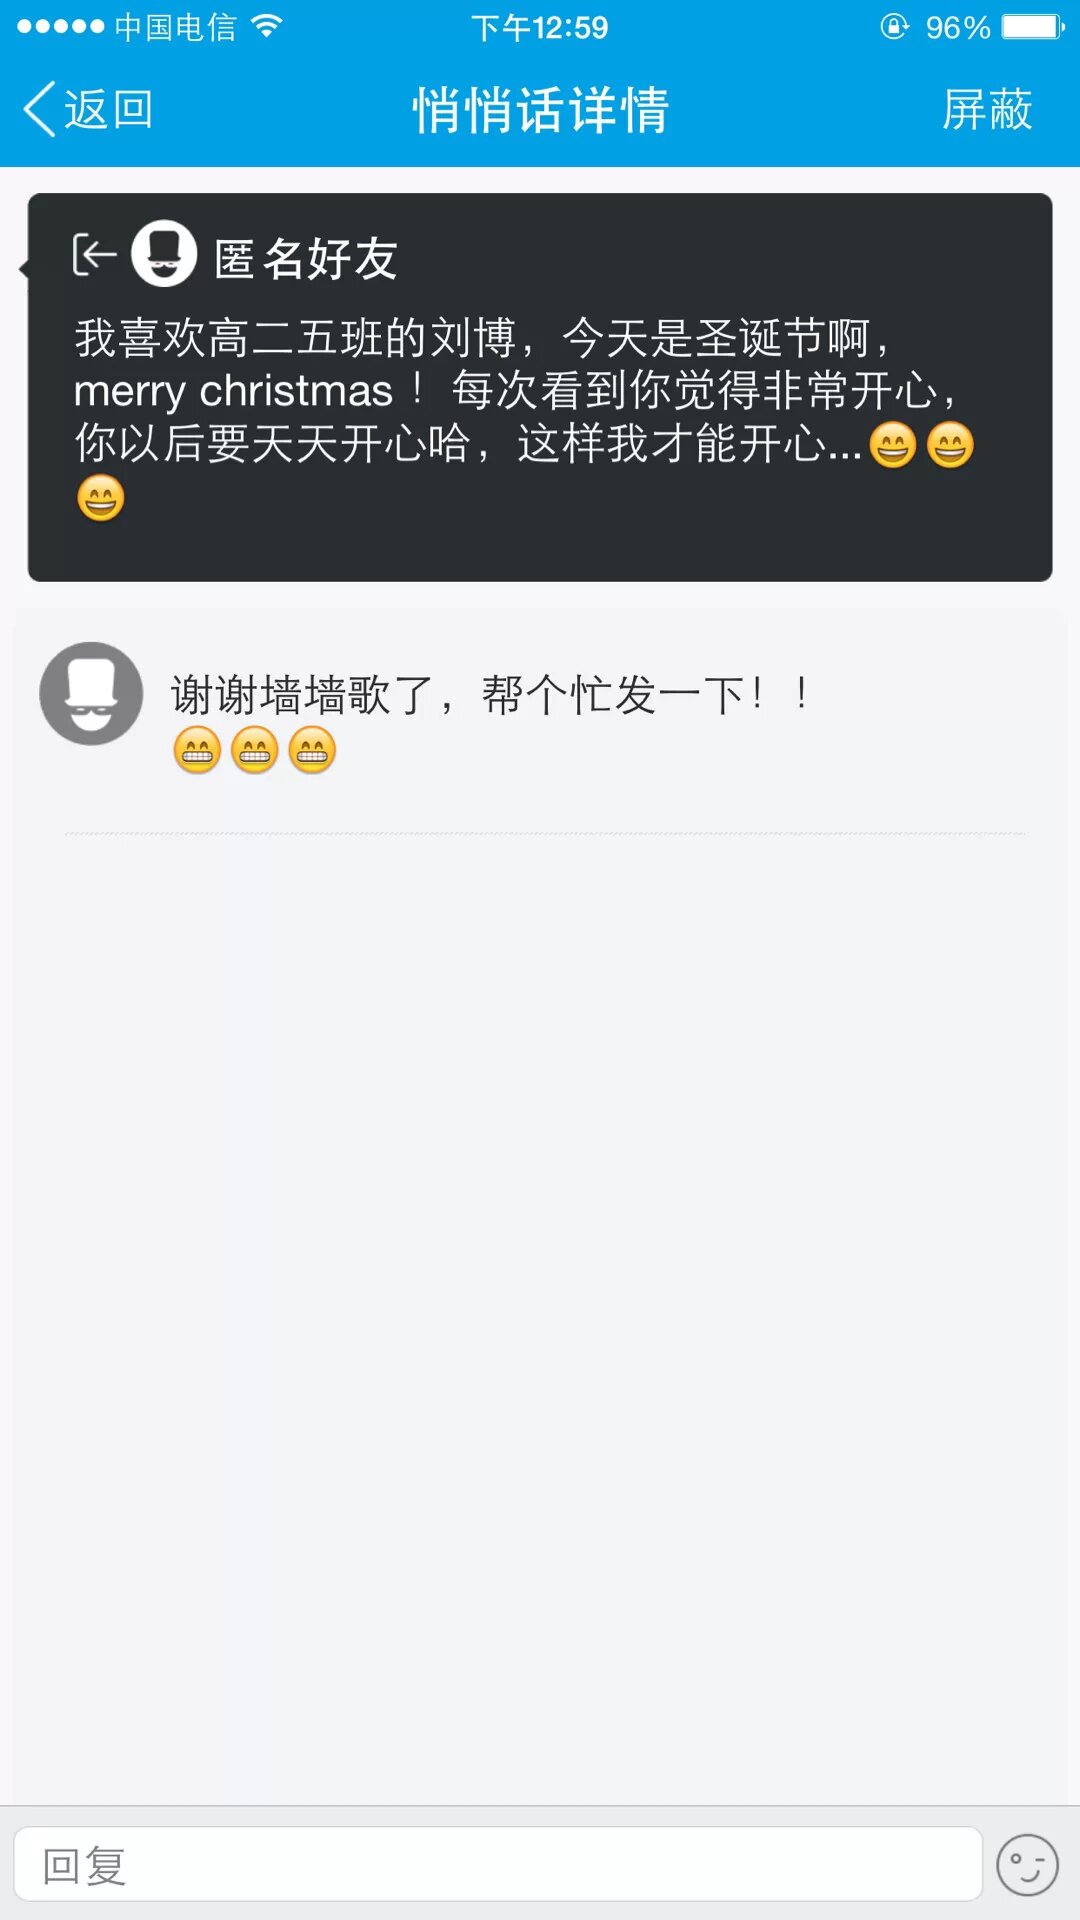 中国电信 下午12:59 96%
返回 悄悄话详情 屏蔽
匿名好友
我喜欢高二五班的刘博，今天是圣诞节啊，
merry christmas！每次看到你觉得非常开心，
你以后要天天开心哈，这样我才能开心...😄😄
😄
谢谢墙墙歌了，帮个忙发一下！！
😁😁😁
回复